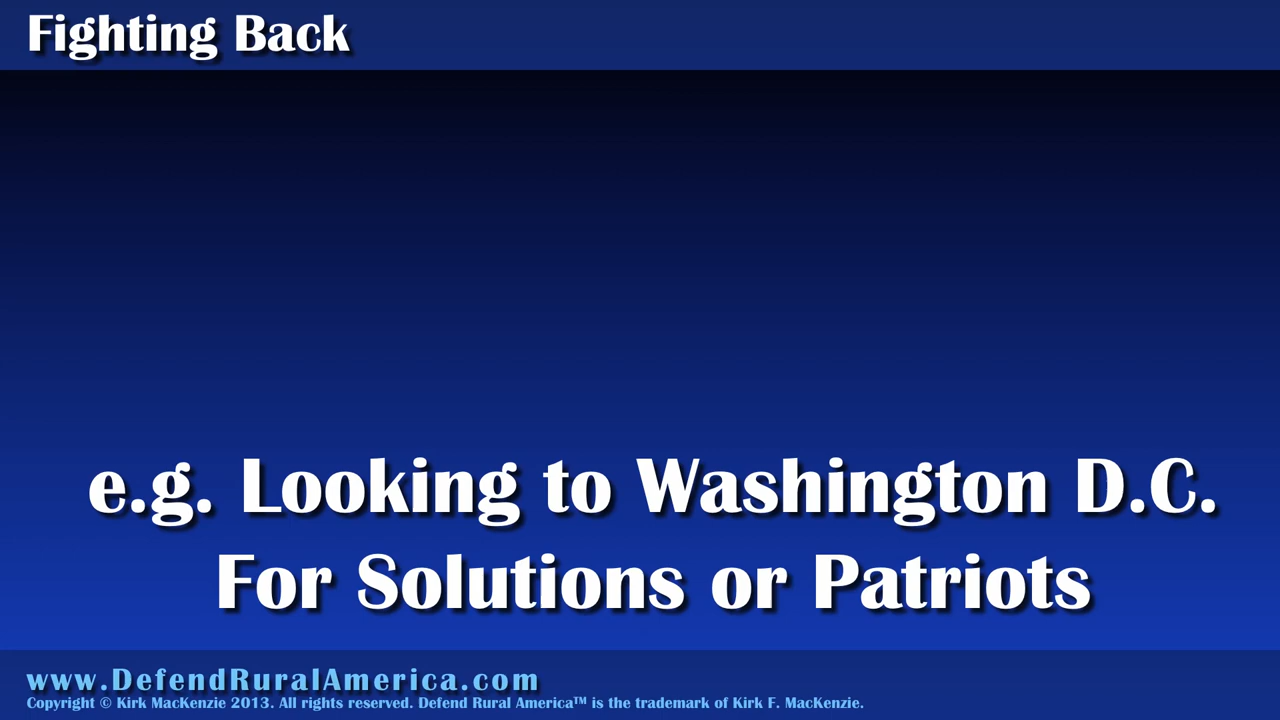 Fighting Back
e.g. Looking to Washington D.C.
For Solutions or Patriots
www.DefendRuralAmerica.com
Copyright © Kirk MacKenzie 2013. All rights reserved. Defend Rural America™ is the trademark of Kirk F. MacKenzie.